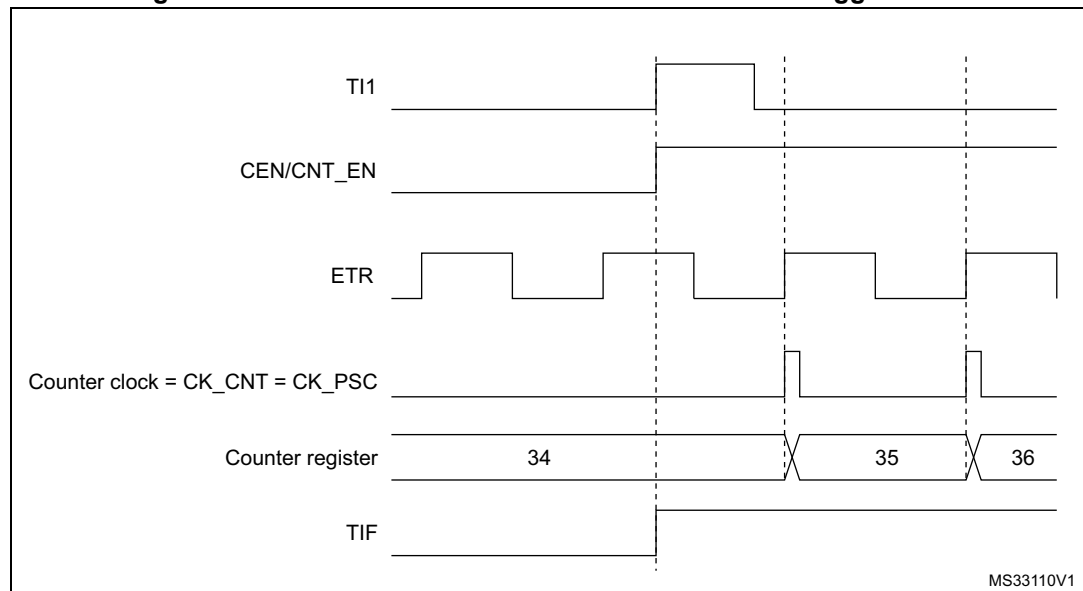 TI1
CEN/CNT_EN
ETR
Counter clock = CK_CNT = CK_PSC
Counter register 34 35 36
TIF
MS33110V1